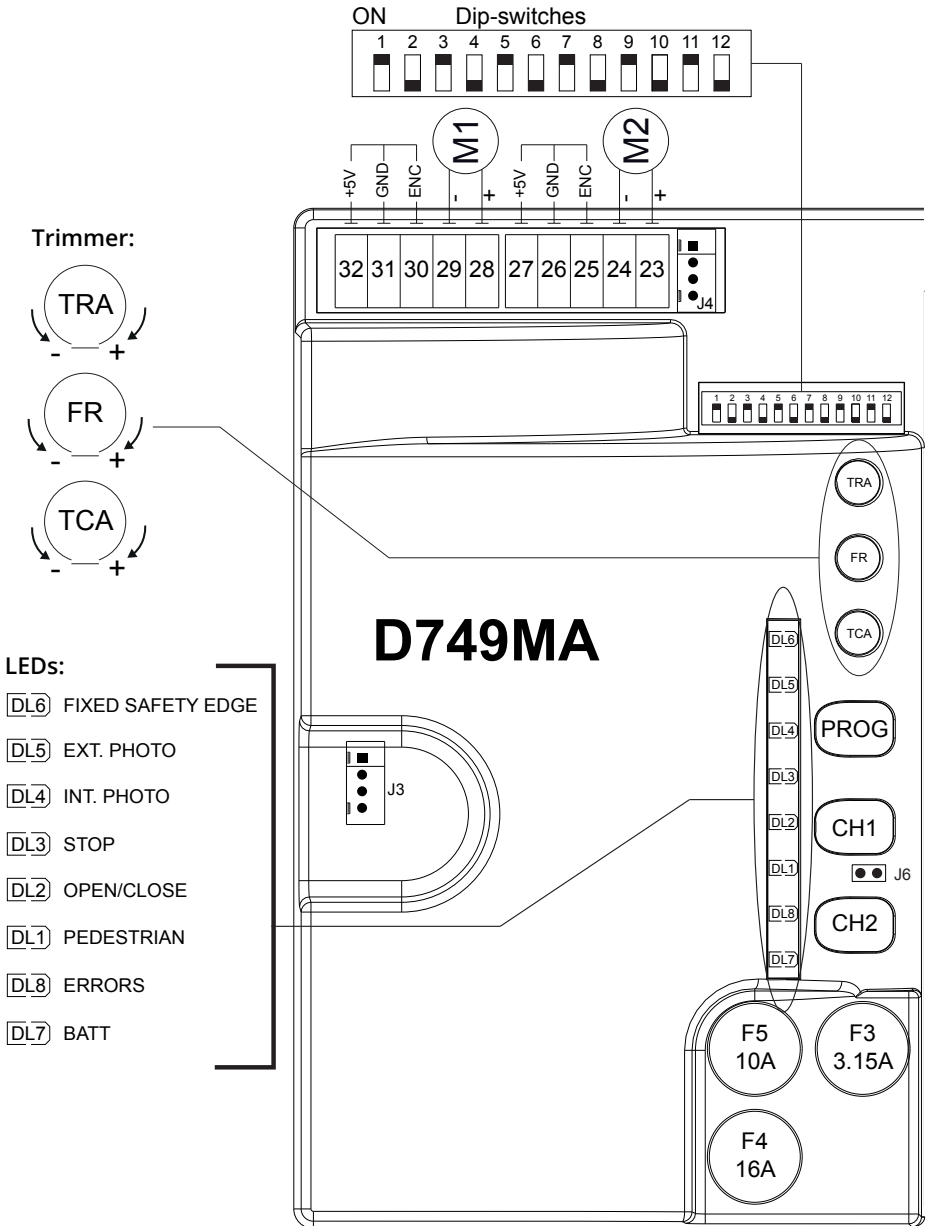 ON Dip-switches
1 2 3 4 5 6 7 8 9 10 11 12
M1 M2
+5V GND ENC - + +5V GND ENC - +
Trimmer:
32 31 30 29 28 27 26 25 24 23
J4
TRA
- +
1 2 3 4 5 6 7 8 9 10 11 12
FR
- +
TRA
TCA
- +
FR
TCA
D749MA
LEDs:
DL6 FIXED SAFETY EDGE
DL5 EXT. PHOTO
DL4 INT. PHOTO
DL3 STOP
DL2 OPEN/CLOSE
DL1 PEDESTRIAN
DL8 ERRORS
DL7 BATT
J3
DL6
DL5
DL4
DL3
DL2
DL1
DL8
DL7
PROG
CH1
J6
CH2
F5
10A
F3
3.15A
F4
16A